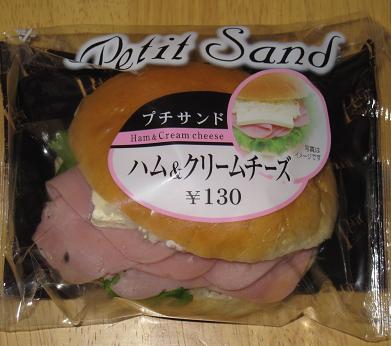 Petit Sand
プチサンド
Ham & Cream cheese
ハム&クリームチーズ
¥130
写真は
イメージです